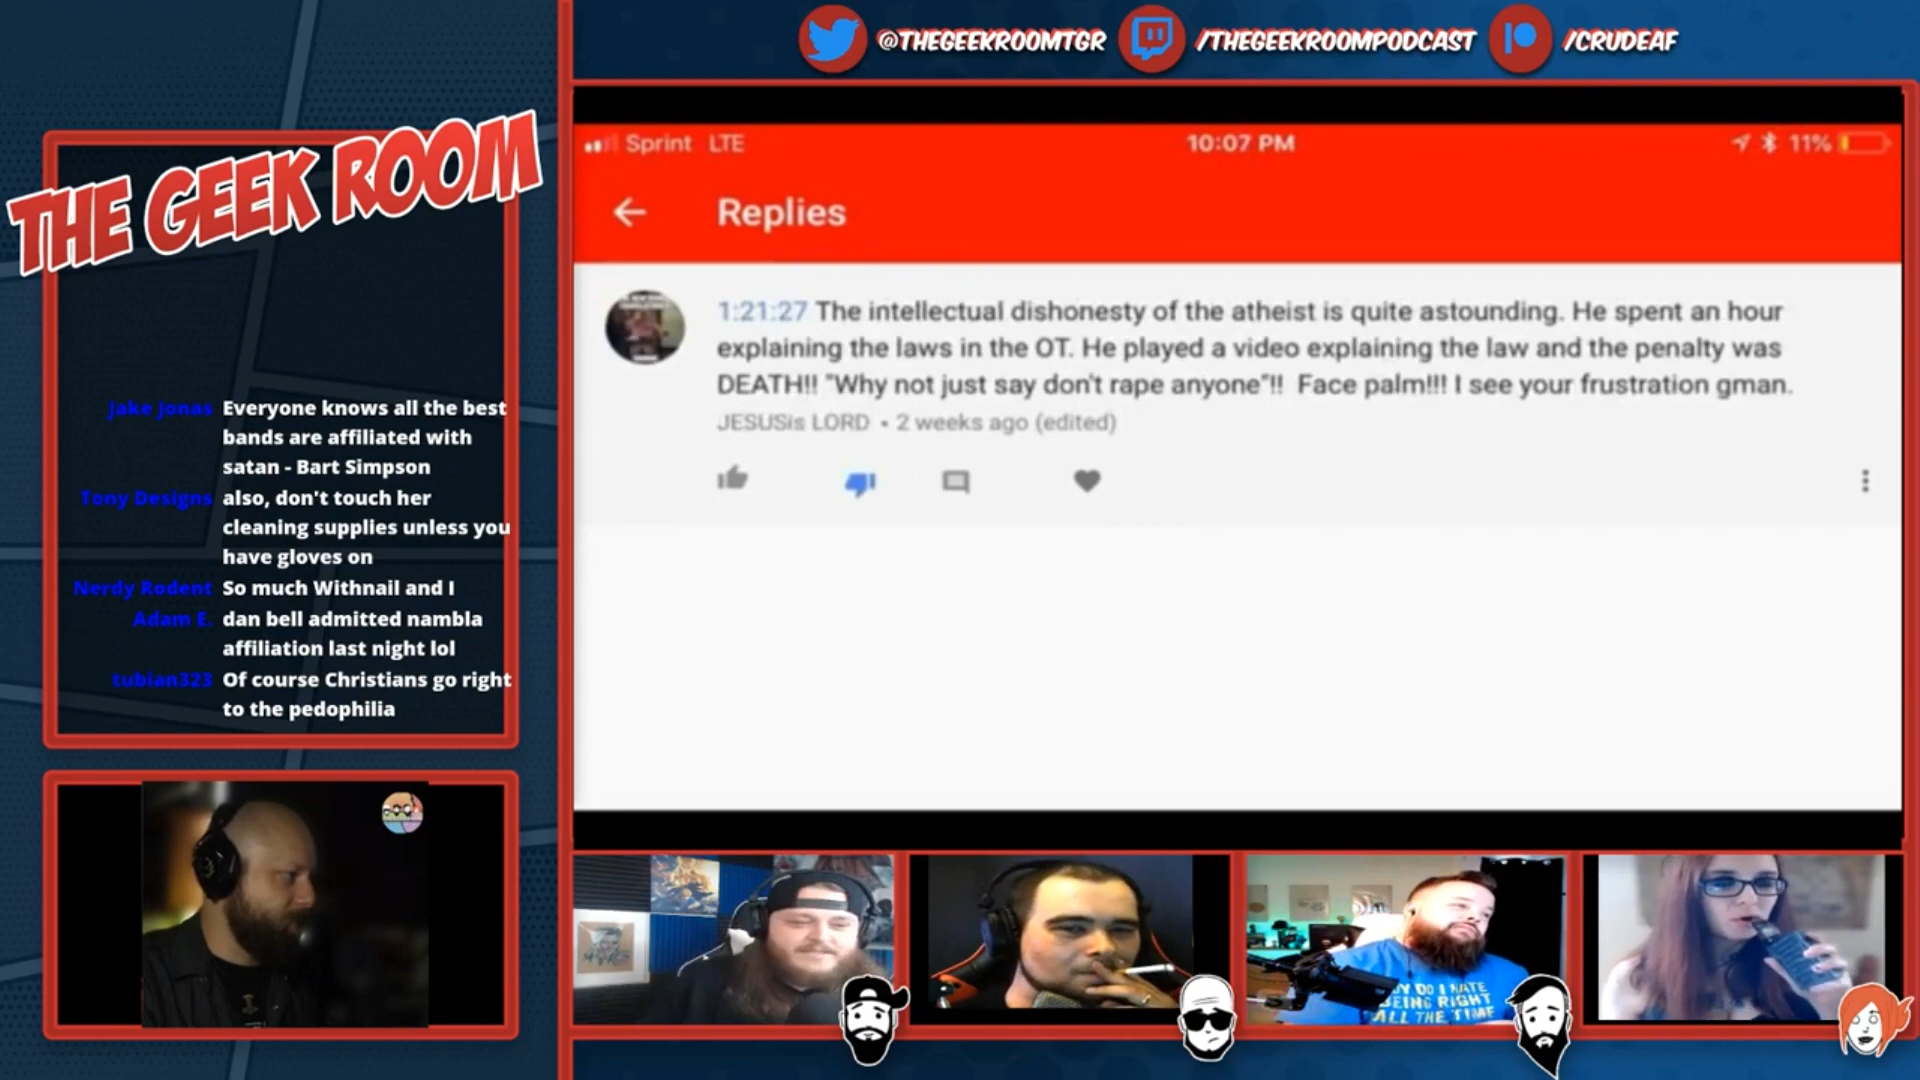 @THEGEEKROOMTGR
/THEGEEKROOMPODCAST
/CRUDEAF
THE GEEK ROOM
Jake Jonas Everyone knows all the best
bands are affiliated with
satan - Bart Simpson
Tony Designs also, don't touch her
cleaning supplies unless you
have gloves on
Nerdy Rodent So much Withnail and I
Adam E. dan bell admitted nambla
affiliation last night lol
tubian323 Of course Christians go right
to the pedophilia
Sprint LTE
10:07 PM
11%
Replies
1:21:27 The intellectual dishonesty of the atheist is quite astounding. He spent an hour
explaining the laws in the OT. He played a video explaining the law and the penalty was
DEATH!! "Why not just say don't rape anyone"!! Face palm!!! I see your frustration gman.
JESUSis LORD • 2 weeks ago (edited)
DO I HATE
BEING RIGHT
ALL THE TIME